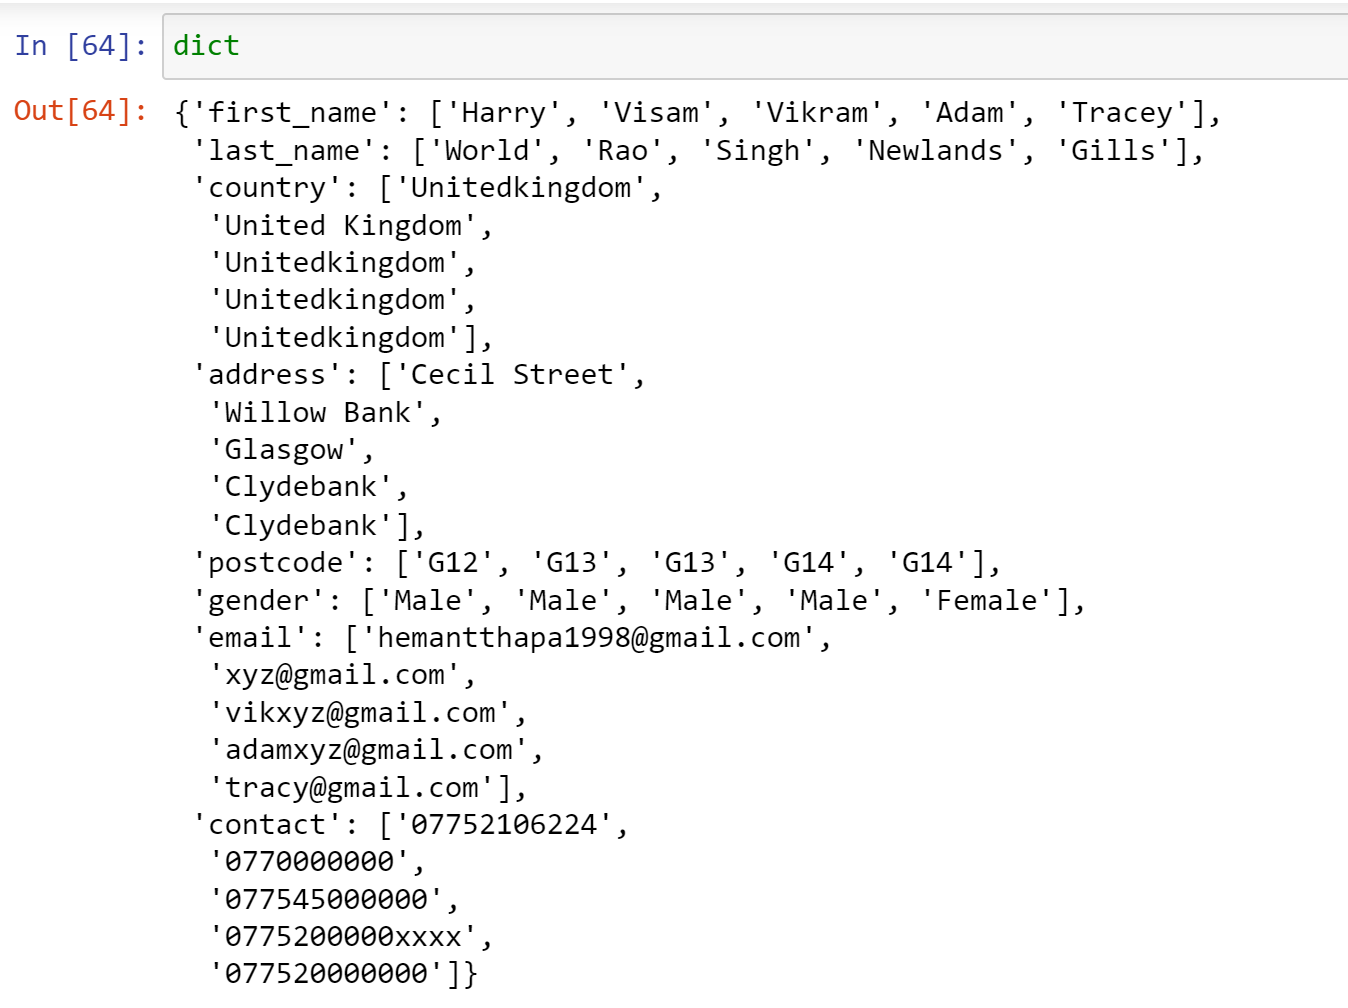 In [64]: dict
Out[64]: {'first_name': ['Harry', 'Visam', 'Vikram', 'Adam', 'Tracey'],
'last_name': ['World', 'Rao', 'Singh', 'Newlands', 'Gills'],
'country': ['Unitedkingdom',
'United Kingdom',
'Unitedkingdom',
'Unitedkingdom',
'Unitedkingdom'],
'address': ['Cecil Street',
'Willow Bank',
'Glasgow',
'Clydebank',
'Clydebank'],
'postcode': ['G12', 'G13', 'G13', 'G14', 'G14'],
'gender': ['Male', 'Male', 'Male', 'Male', 'Female'],
'email': ['hemantthapa1998@gmail.com',
'xyz@gmail.com',
'vikxyz@gmail.com',
'adamxyz@gmail.com',
'tracy@gmail.com'],
'contact': ['07752106224',
'0770000000',
'077545000000',
'0775200000xxxx',
'077520000000']}